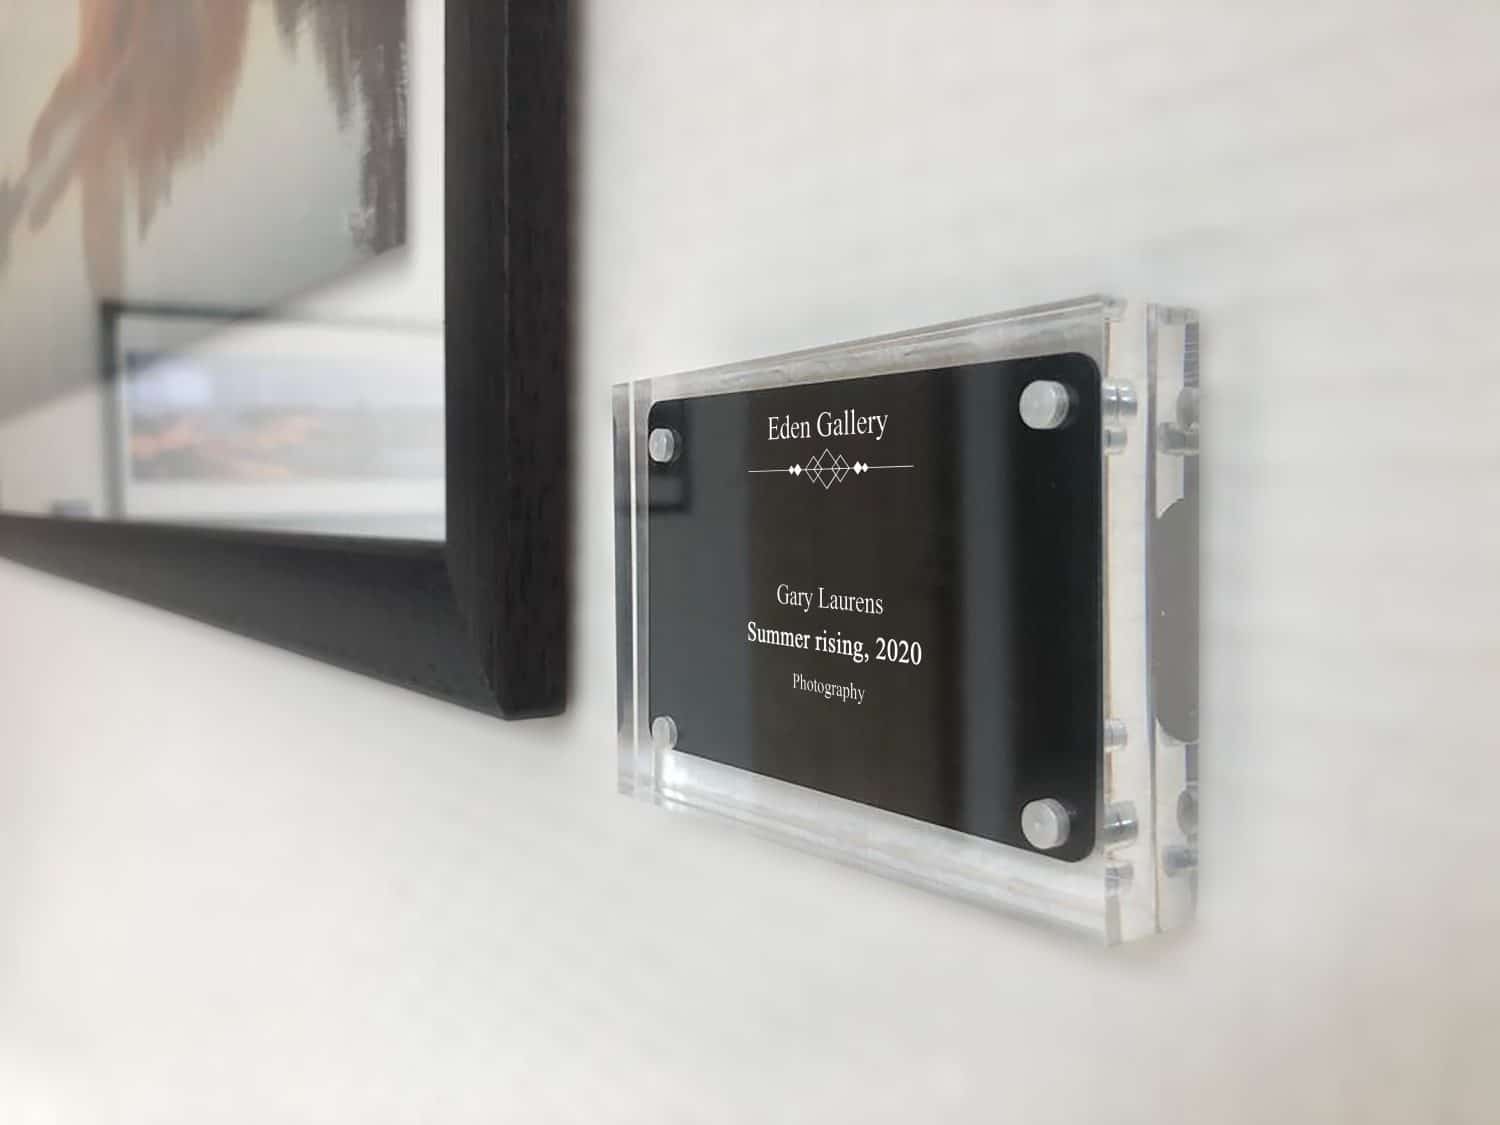 Eden Gallery
Gary Laurens
Summer rising, 2020
Photography